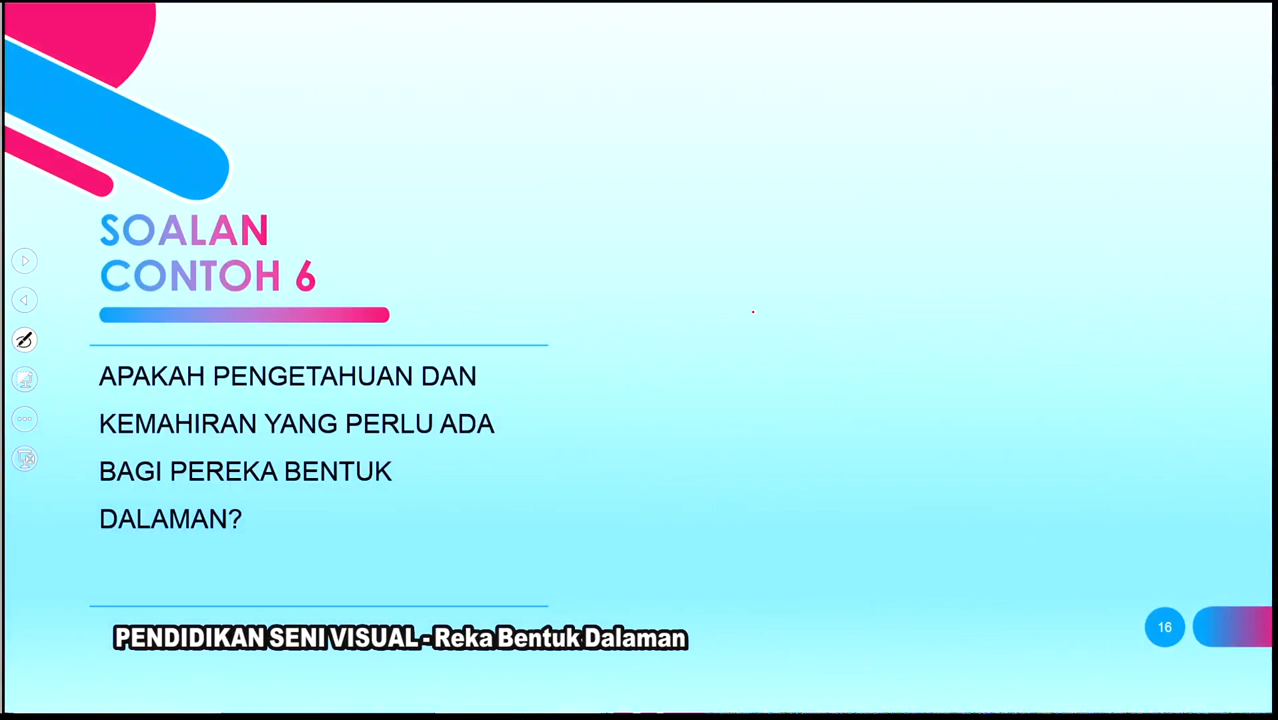 SOALAN
CONTOH 6
APAKAH PENGETAHUAN DAN
KEMAHIRAN YANG PERLU ADA
BAGI PEREKA BENTUK
DALAMAN?
PENDIDIKAN SENI VISUAL - Reka Bentuk Dalaman
16